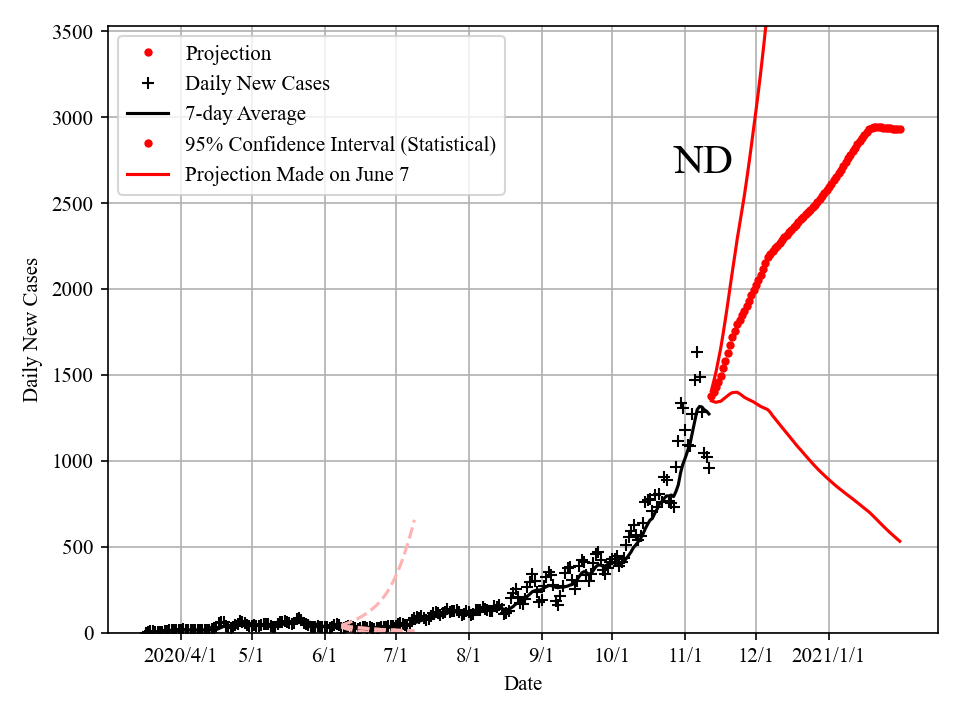 3500
3000
2500
2000
1500
1000
500
0
Daily New Cases
Projection
Daily New Cases
7-day Average
95% Confidence Interval (Statistical)
Projection Made on June 7
ND
2020/4/1 5/1 6/1 7/1 8/1 9/1 10/1 11/1 12/1 2021/1/1
Date